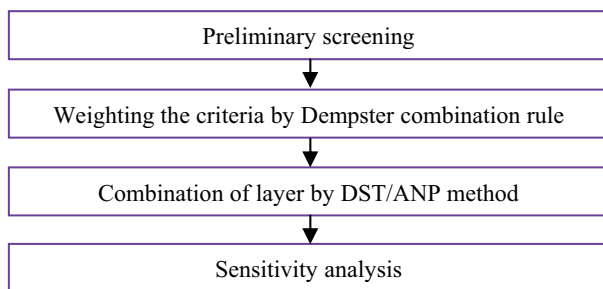 Preliminary screening
Weighting the criteria by Dempster combination rule
Combination of layer by DST/ANP method
Sensitivity analysis